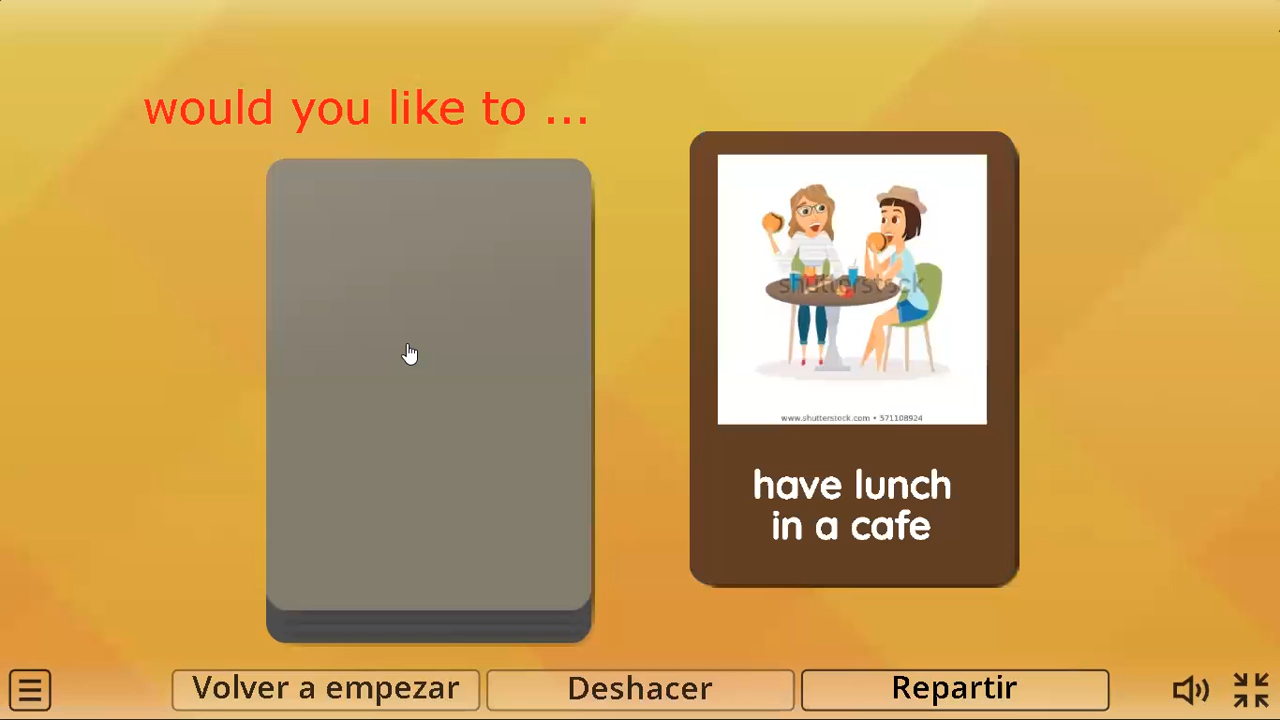 would you like to ...
shutterstock
www.shutterstock.com • 571108924
have lunch
in a cafe
Volver a empezar
Deshacer
Repartir